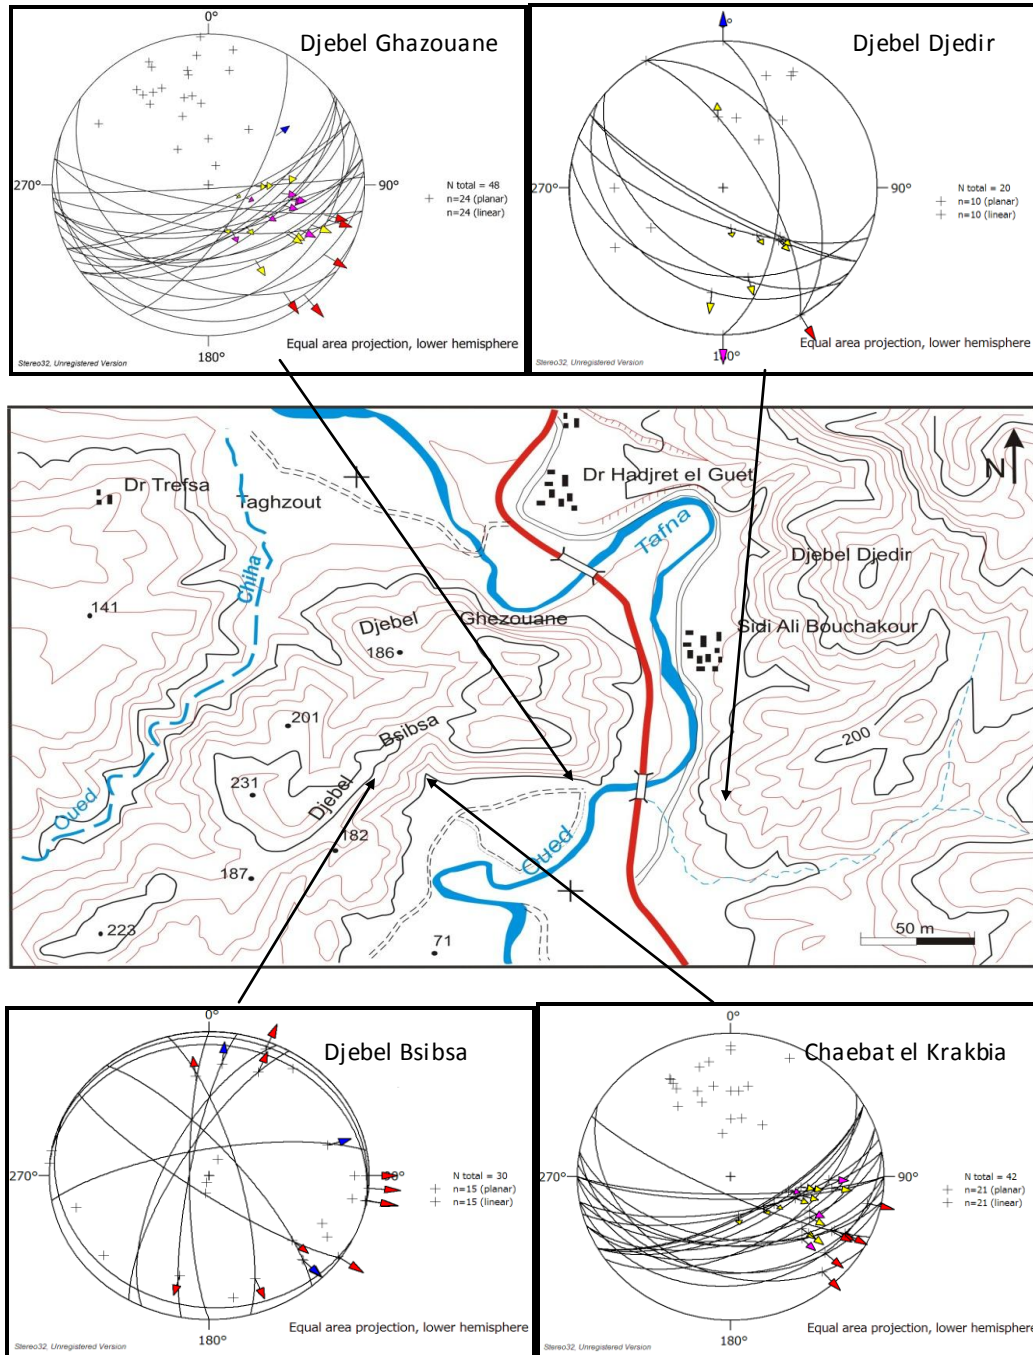 0°
Djebel Ghazouane
270°
90°
N total = 48
n=24 (planar)
n=24 (linear)
180°
Equal area projection, lower hemisphere
Stereo32, Unregistered Version
0°
Djebel Djedir
270°
90°
N total = 20
n=10 (planar)
n=10 (linear)
Equal area projection, lower hemisphere
Stereo32, Unregistered Version
Dr Trefsa
Taghzout
Dr Hadjret el Guet
N
Tafna
Djebel Djedir
Chiha
141
Djebel
Ghezouane
Sidi Ali Bouchakour
186
201
Bsibsa
200
231
Djebel
Oued
182
Oued
187
223
71
50 m
0°
Djebel Bsibsa
270°
90°
N total = 30
n=15 (planar)
n=15 (linear)
180°
Equal area projection, lower hemisphere
Stereo32, Unregistered Version
0°
Chaebat el Krakbia
270°
90°
N total = 42
n=21 (planar)
n=21 (linear)
180°
Equal area projection, lower hemisphere
Stereo32, Unregistered Version